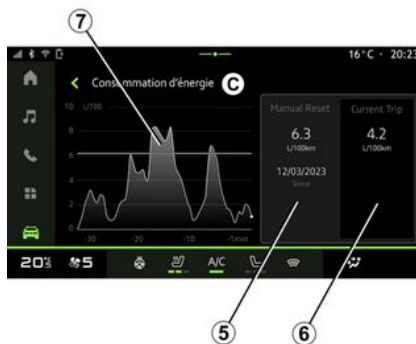 7
16°C · 20:23
Consommation d'énergie
C
10 L/100
8
6
4
2
0
-30 -20 -10 -1min
Manual Reset
6.3
L/100km
12/03/2023
Since
Current Trip
4.2
L/100km
5 A/C
5 6